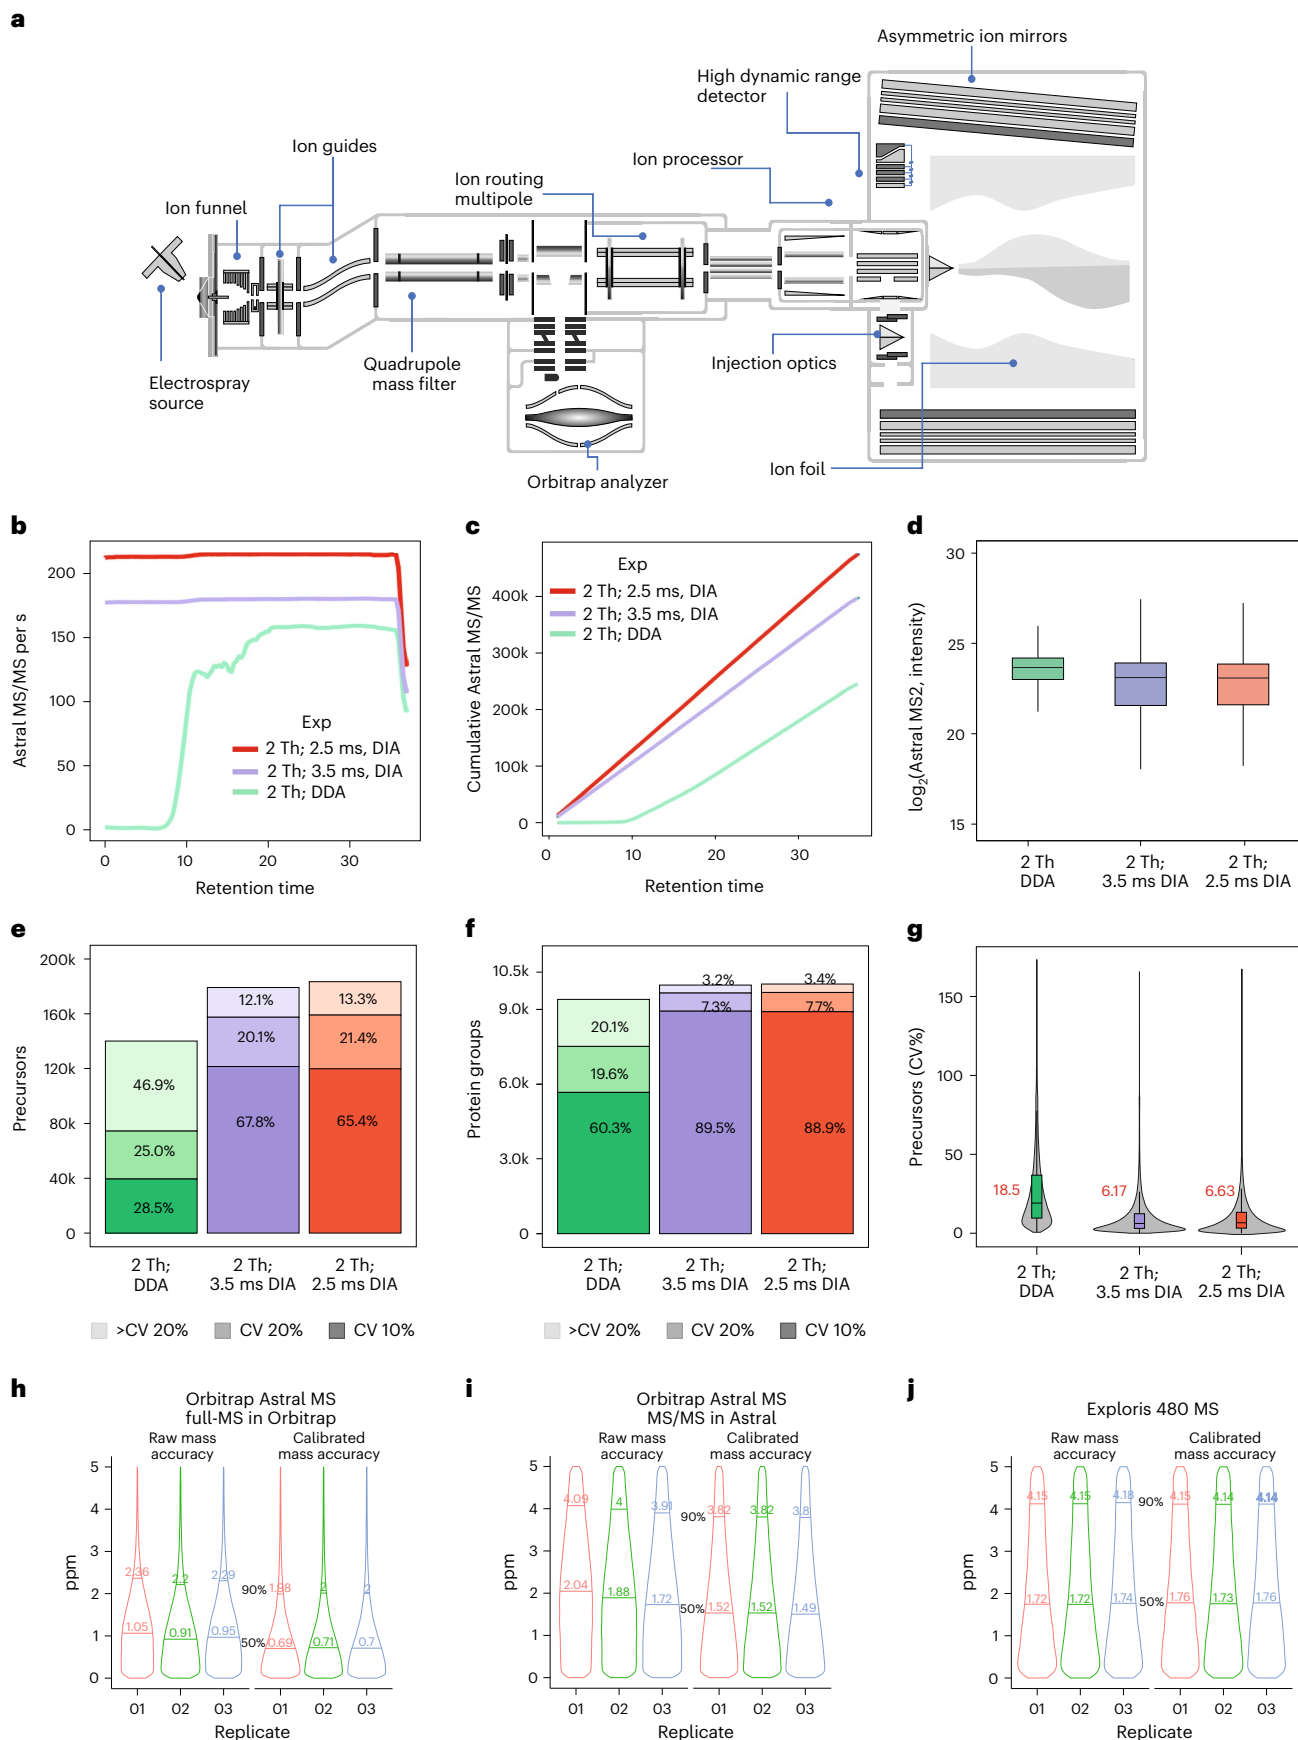 a
Asymmetric ion mirrors
High dynamic range
detector
Ion guides
Ion processor
Ion routing
multipole
Ion funnel
Electrospray
source
Quadrupole
mass filter
Injection optics
Ion foil
Orbitrap analyzer
b
Astral MS/MS per s
200
150
100
50
0
Exp
2 Th; 2.5 ms, DIA
2 Th; 3.5 ms, DIA
2 Th; DDA
0 10 20 30
Retention time
c
Cumulative Astral MS/MS
400k
300k
200k
100k
0
Exp
2 Th; 2.5 ms, DIA
2 Th; 3.5 ms, DIA
2 Th; DDA
0 10 20 30
Retention time
d
log2(Astral MS2, intensity)
30
25
20
15
2 Th 2 Th; 2 Th;
DDA 3.5 ms DIA 2.5 ms DIA
e
Precursors
200k
160k
120k
80k
40k
0
46.9%
25.0%
28.5%
12.1%
20.1%
67.8%
13.3%
21.4%
65.4%
2 Th; 2 Th; 2 Th;
DDA 3.5 ms DIA 2.5 ms DIA
>CV 20% CV 20% CV 10%
f
Protein groups
10.5k
9.0k
6.0k
3.0k
0
20.1%
19.6%
60.3%
3.2%
7.3%
89.5%
3.4%
7.7%
88.9%
2 Th; 2 Th; 2 Th;
DDA 3.5 ms DIA 2.5 ms DIA
>CV 20% CV 20% CV 10%
g
Precursors (CV%)
150
100
50
0
18.5 6.17 6.63
2 Th; 2 Th; 2 Th;
DDA 3.5 ms DIA 2.5 ms DIA
h
Orbitrap Astral MS
full-MS in Orbitrap
Raw mass Calibrated
accuracy mass accuracy
ppm
5
4
3
2
1
0
2.36 2.2 2.29 90% 1.98 2 2
1.05 0.91 0.95 50% 0.69 0.71 0.7
01 02 03 01 02 03
Replicate
i
Orbitrap Astral MS
MS/MS in Astral
Raw mass Calibrated
accuracy mass accuracy
ppm
5
4
3
2
1
0
4.09 4 3.91 90% 3.82 3.82 3.8
2.04 1.88 1.72 50% 1.52 1.52 1.49
01 02 03 01 02 03
Replicate
j
Exploris 480 MS
Raw mass Calibrated
accuracy mass accuracy
ppm
5
4
3
2
1
0
4.15 4.15 4.18 90% 4.15 4.14 4.14
1.72 1.72 1.74 50% 1.76 1.73 1.76
01 02 03 01 02 03
Replicate